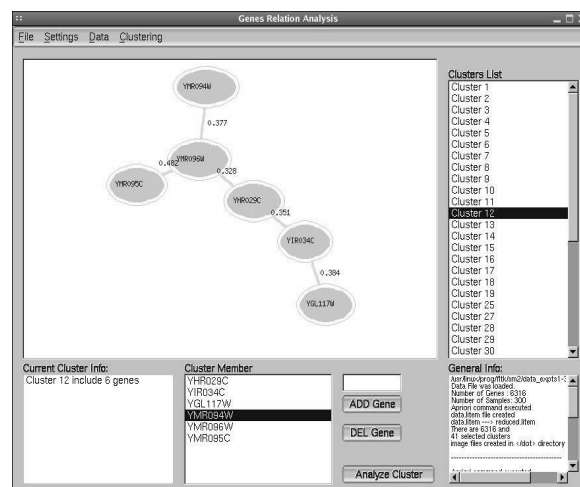 Genes Relation Analysis
File Settings Data Clustering
YMR094W
0.377
YMR096W
0.482
0.328
YMR095C
YHR029C
0.351
YIR034C
0.384
YGL117W
Clusters List
Cluster 1
Cluster 2
Cluster 3
Cluster 4
Cluster 5
Cluster 6
Cluster 7
Cluster 8
Cluster 9
Cluster 10
Cluster 11
Cluster 12
Cluster 13
Cluster 14
Cluster 15
Cluster 16
Cluster 17
Cluster 18
Cluster 19
Cluster 25
Cluster 27
Cluster 28
Cluster 29
Cluster 30
Current Cluster Info:
Cluster 12 include 6 genes
Cluster Member
YHR029C
YIR034C
YGL117W
YMR094W
YMR096W
YMR095C
ADD Gene
DEL Gene
Analyze Cluster
General Info:
Data File was loaded.
Number of Genes : 6316
Number of Samples: 300
Apriori command executed
data.litem file created
data.litem ---> reduced.litem
There are 6316 and
41 selected clusters
image files created in </dot> directory